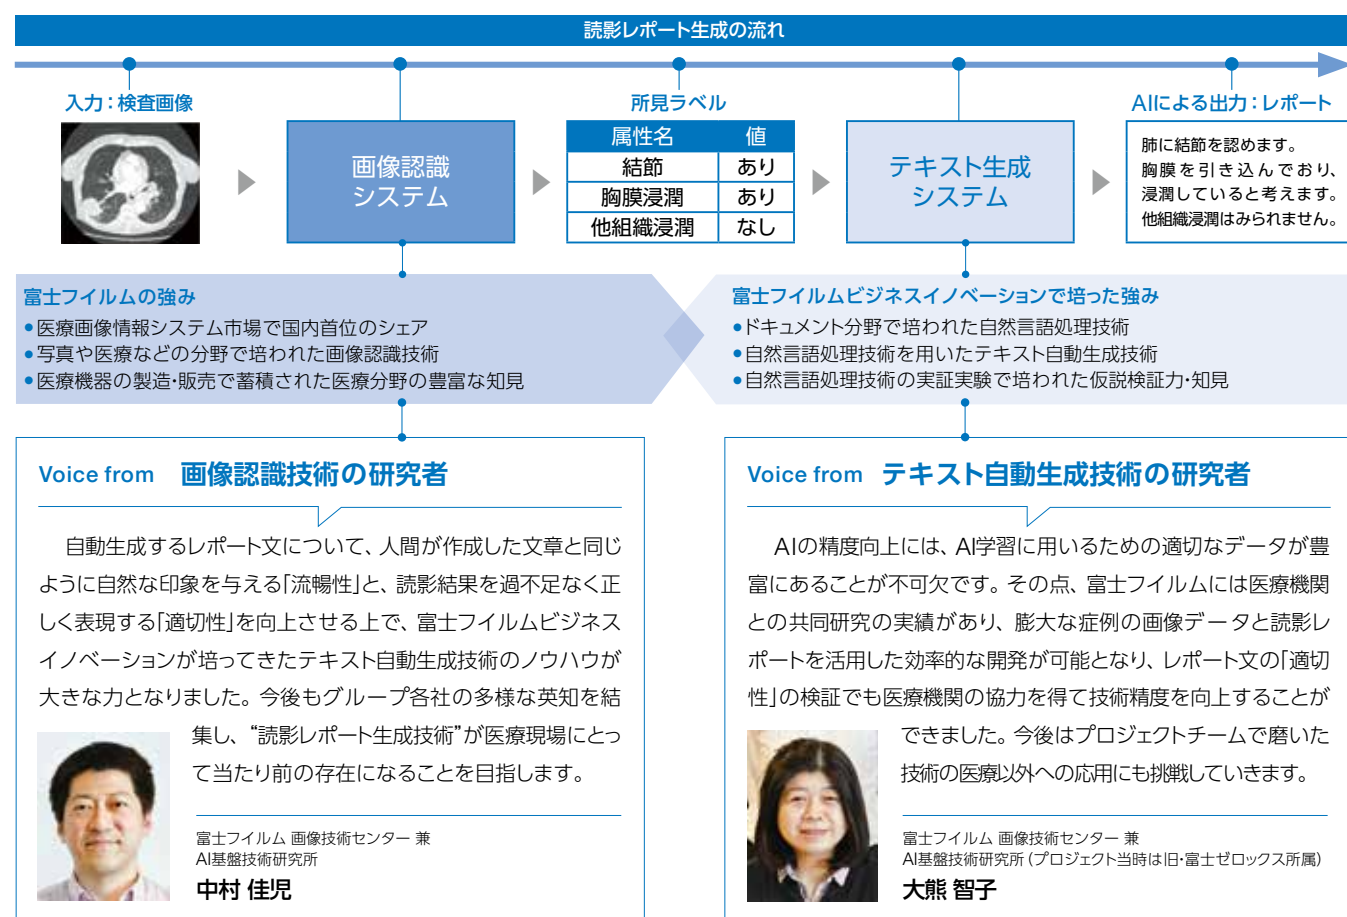 読影レポート生成の流れ
入力：検査画像
画像認識
システム
所見ラベル
属性名 値
結節 あり
胸膜浸潤 あり
他組織浸潤 なし
テキスト生成
システム
AIによる出力：レポート
肺に結節を認めます。
胸膜を引き込んでおり、
浸潤していると考えます。
他組織浸潤はみられません。
富士フイルムの強み
●医療画像情報システム市場で国内首位のシェア
●写真や医療などの分野で培われた画像認識技術
●医療機器の製造・販売で蓄積された医療分野の豊富な知見
富士フイルムビジネスイノベーションで培った強み
●ドキュメント分野で培われた自然言語処理技術
●自然言語処理技術を用いたテキスト自動生成技術
●自然言語処理技術の実証実験で培われた仮説検証力・知見
Voice from 画像認識技術の研究者
自動生成するレポート文について、人間が作成した文章と同じ
ように自然な印象を与える「流暢性」と、読影結果を過不足なく正
しく表現する「適切性」を向上させる上で、富士フイルムビジネス
イノベーションが培ってきたテキスト自動生成技術のノウハウが
大きな力となりました。今後もグループ各社の多様な英知を結
集し、“読影レポート生成技術”が医療現場にとっ
て当たり前の存在になることを目指します。
富士フイルム 画像技術センター 兼
AI基盤技術研究所
中村 佳児
Voice from テキスト自動生成技術の研究者
AIの精度向上には、AI学習に用いるための適切なデータが豊
富にあることが不可欠です。その点、富士フイルムには医療機関
との共同研究の実績があり、膨大な症例の画像データと読影レ
ポートを活用した効率的な開発が可能となり、レポート文の「適切
性」の検証でも医療機関の協力を得て技術精度を向上することが
できました。今後はプロジェクトチームで磨いた
技術の医療以外への応用にも挑戦していきます。
富士フイルム 画像技術センター 兼
AI基盤技術研究所（プロジェクト当時は旧・富士ゼロックス所属）
大熊 智子